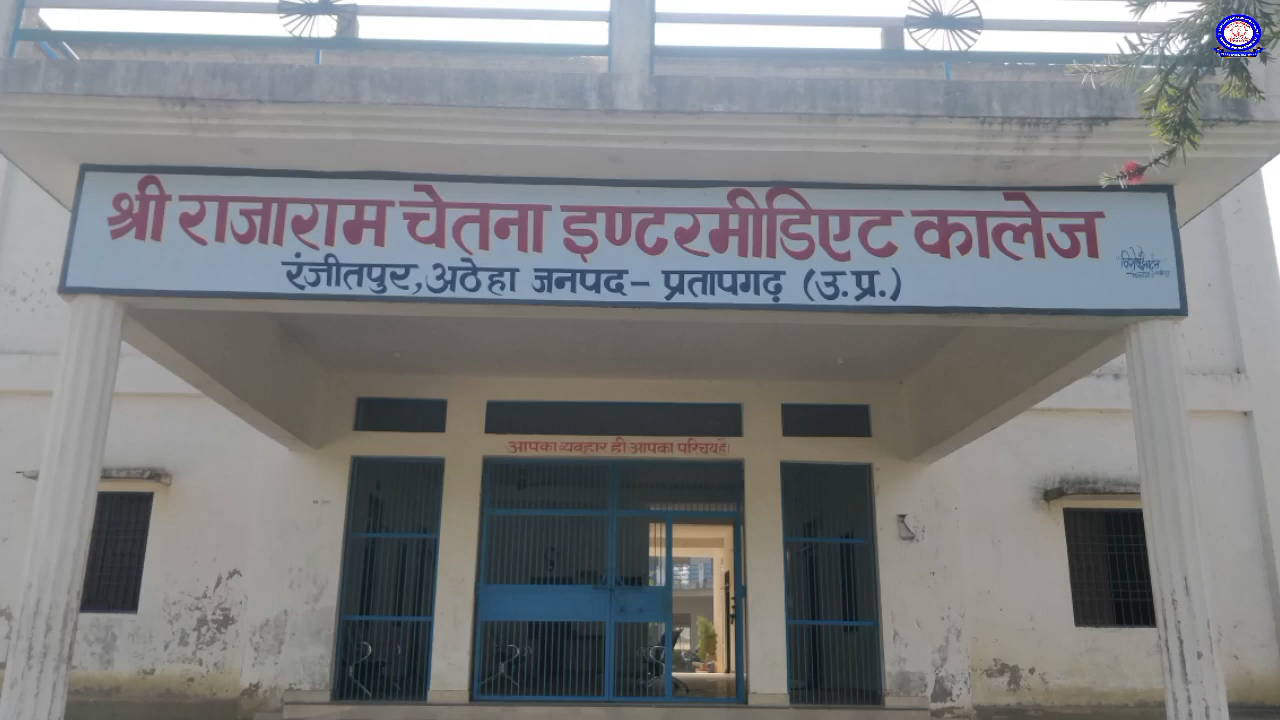 श्री राजाराम चेतना इण्टरमीडिएट कालेज
रंजीतपुर, अठेहा जनपद - प्रतापगढ़ (उ.प्र.)
आपका व्यवहार ही आपका परिचय है